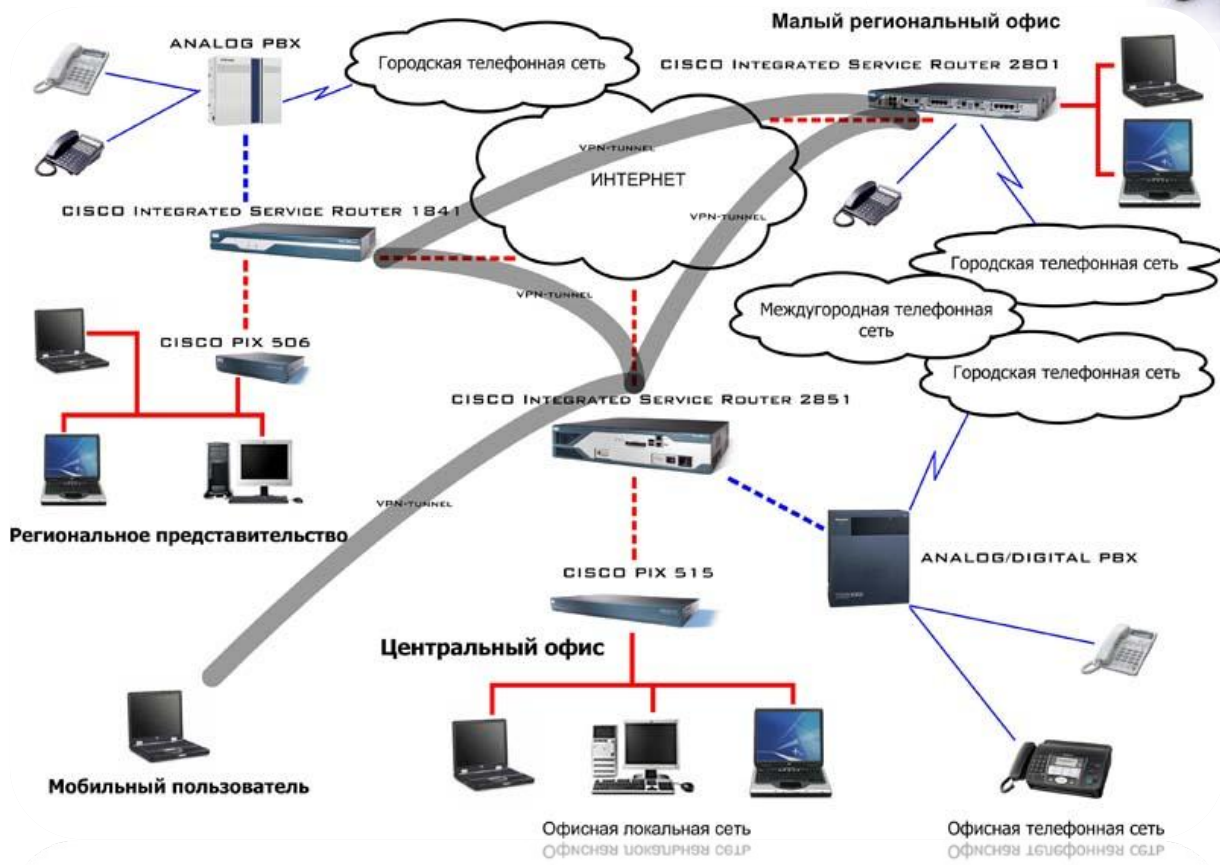 Малый региональный офис
ANALOG PBX
Городская телефонная сеть
CISCO INTEGRATED SERVICE ROUTER 2801
VPN-TUNNEL
ИНТЕРНЕТ
CISCO INTEGRATED SERVICE ROUTER 1841
VPN-TUNNEL
Городская телефонная сеть
VPN-TUNNEL
Междугородная телефонная
сеть
CISCO PIX 506
Городская телефонная сеть
CISCO INTEGRATED SERVICE ROUTER 2851
VPN-TUNNEL
Региональное представительство
ANALOG/DIGITAL PBX
CISCO PIX 515
Центральный офис
Мобильный пользователь
Офисная локальная сеть
Офисная телефонная сеть